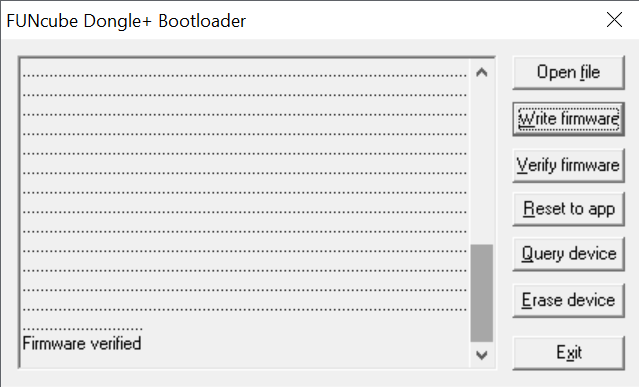 FUNcube Dongle+ Bootloader
...............................................................................................................
...............................................................................................................
...............................................................................................................
...............................................................................................................
...............................................................................................................
...............................................................................................................
...............................................................................................................
...............................................................................................................
...............................................................................................................
...............................................................................................................
...............................................................................................................
...............................................................................................................
...............................................................................................................
..............................
Firmware verified
Open file
Write firmware
Verify firmware
Reset to app
Query device
Erase device
Exit